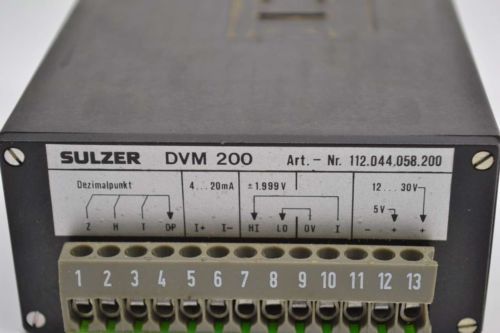 SULZER DVM 200 Art. - Nr. 112.044.058.200
Dezimalpunkt 4...20mA ±1.999V 12...30V
5V
Z H T DP I+ I- HI LO 0V I - + +
1 2 3 4 5 6 7 8 9 10 11 12 13